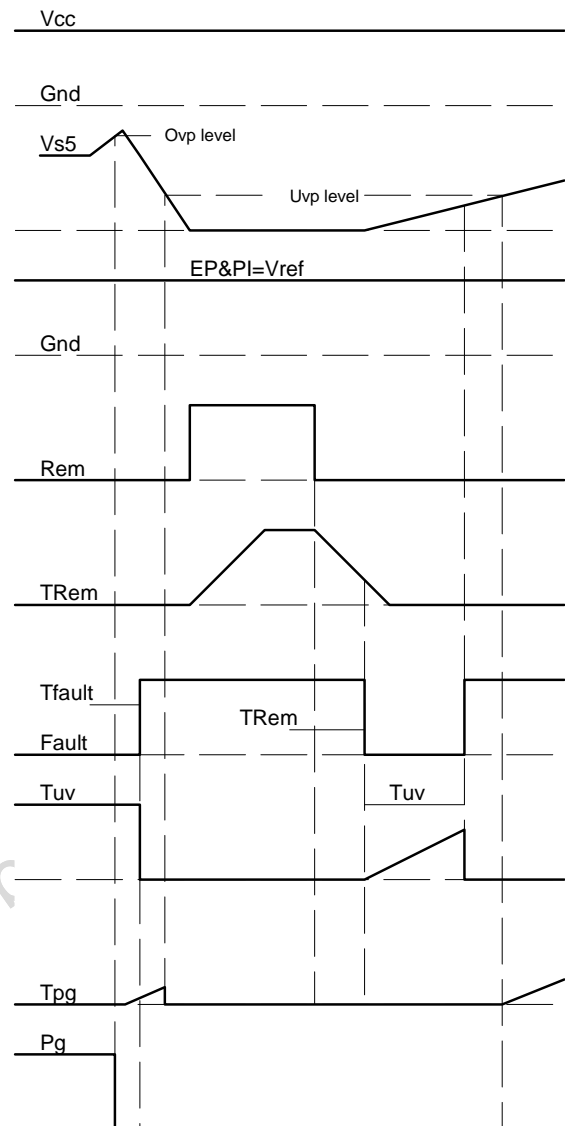 Vcc
Gnd
Ovp level
Vs5
Uvp level
EP&PI=Vref
Gnd
Rem
TRem
Tfault
TRem
Fault
Tuv
Tuv
Tpg
Pg